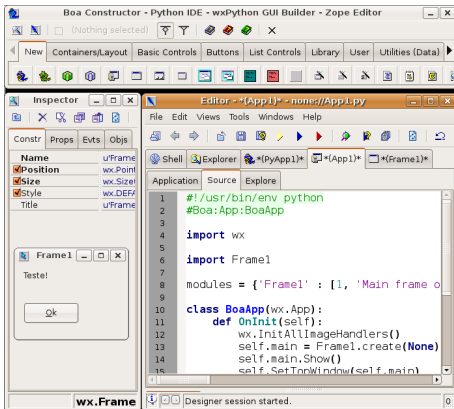 Boa Constructor - Python IDE - wxPython GUI Builder - Zope Editor
(Nothing selected)
New Containers/Layout Basic Controls Buttons List Controls Library User Utilities (Data)
Inspector
Constr Props Evts Objs
Name u'Frame
Position wx.Point
Size wx.Size
Style wx.DEFA
Title u'Frame
Frame1
Teste!
Ok
wx.Frame
Editor - *(App1)* - none://App1.py
File Edit Views Tools Windows Help
Shell Explorer *(PyApp1)* *(App1)* *(Frame1)*
Application Source Explore
1 #!/usr/bin/env python
2 #Boa:App:BoaApp
3
4 import wx
5
6 import Frame1
7
8 modules = {'Frame1' : [1, 'Main frame o
9
10 class BoaApp(wx.App):
11 def OnInit(self):
12 wx.InitAllImageHandlers()
13 self.main = Frame1.create(None)
14 self.main.Show()
15 self.SetTopWindow(self.main)
Designer session started. 0